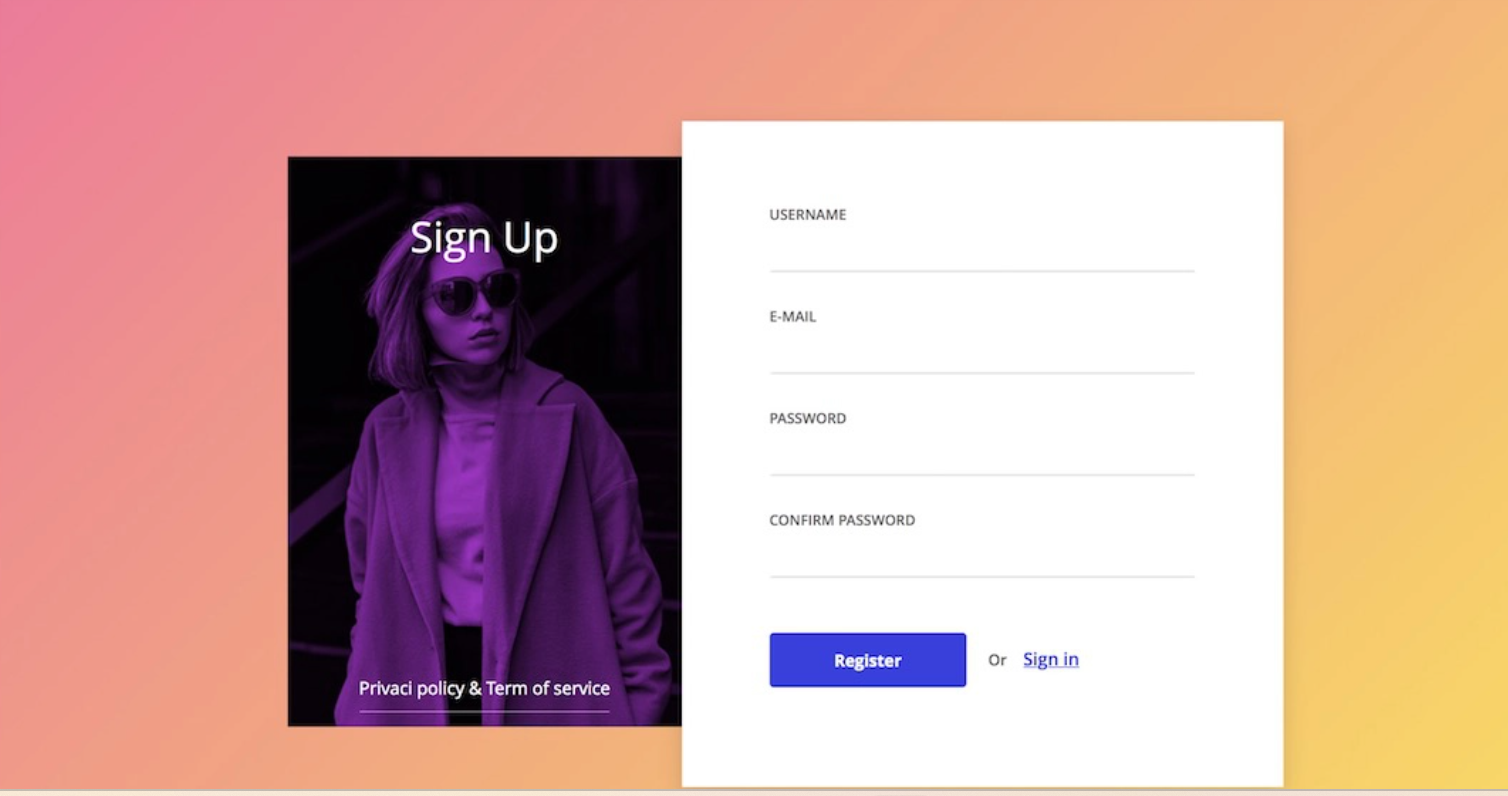 Sign Up
Privaci policy & Term of service
USERNAME
E-MAIL
PASSWORD
CONFIRM PASSWORD
Register Or Sign in